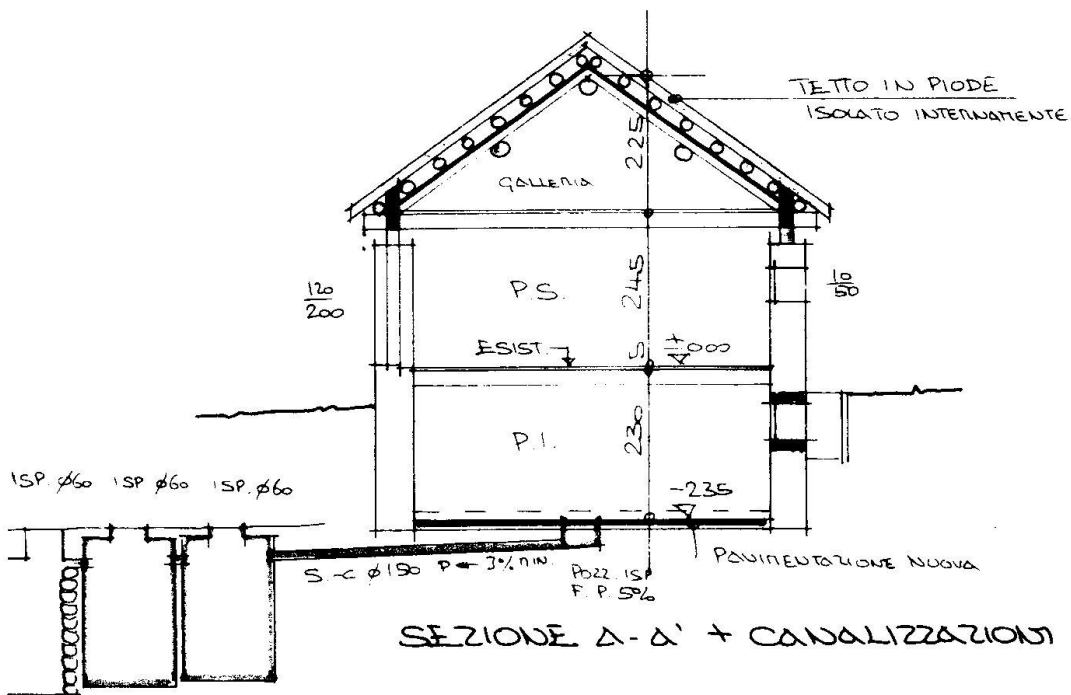 TETTO IN PIODE
ISOLATO INTERNAMENTE
225
GALLERIA
120
200
P.S.
245
10
50
ESIST.
5
±000
P.I.
230
ISP. ø60 ISP ø60 ISP. ø60
-235
S-C ø150 P ← 3% MIN.
POZZ. ISP
F. P. 5%
PAVIMENTAZIONE NUOVA
SEZIONE A-A' + CANALIZZAZIONI